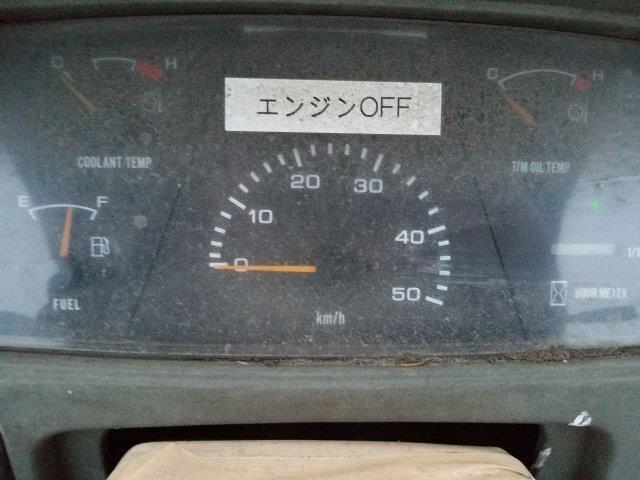 C H
エンジンOFF
C H
COOLANT TEMP
T/M OIL TEMP
20 30
E F
10
40
0
50
FUEL
HOUR METER
km/h